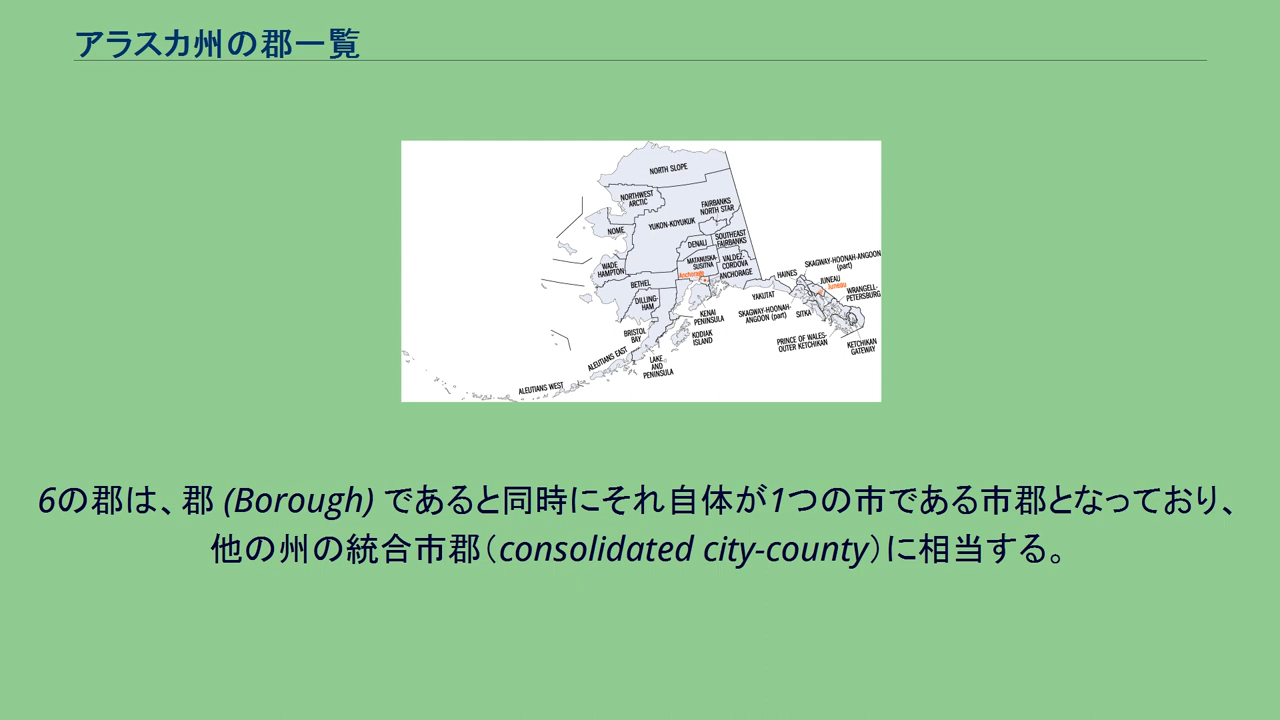 アラスカ州の郡一覧
NORTH SLOPE
NORTHWEST
ARCTIC
FAIRBANKS
NORTH STAR
YUKON-KOYUKUK
NOME
SOUTHEAST
FAIRBANKS
DENALI
MATANUSKA-
SUSITNA
VALDEZ-
CORDOVA
WADE
HAMPTON
Anchorage
ANCHORAGE
BETHEL
DILLING-
HAM
SKAGWAY-HOONAH-ANGOON
(part)
HAINES
JUNEAU
Juneau
WRANGELL-
PETERSBURG
YAKUTAT
SKAGWAY-HOONAH-
ANGOON (part)
SITKA
KENAI
PENINSULA
BRISTOL
BAY
KODIAK
ISLAND
PRINCE OF WALES-
OUTER KETCHIKAN
KETCHIKAN
GATEWAY
ALEUTIANS EAST
LAKE
AND
PENINSULA
ALEUTIANS WEST
6の郡は、郡 (Borough) であると同時にそれ自体が1つの市である市郡となっており、
他の州の統合市郡（consolidated city-county）に相当する。